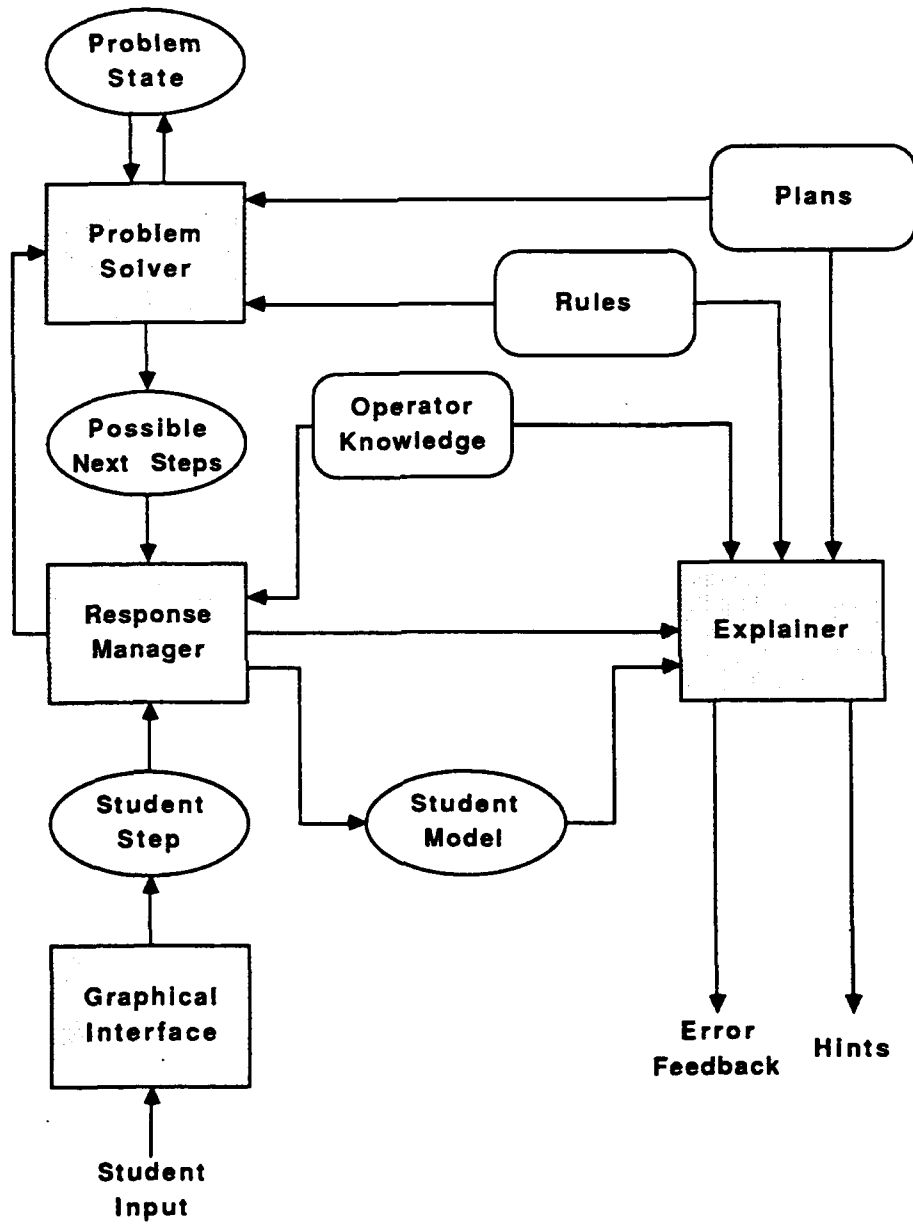 Problem
State
Plans
Problem
Solver
Rules
Operator
Knowledge
Possible
Next Steps
Response
Manager
Explainer
Student
Step
Student
Model
Graphical
Interface
Error
Feedback
Hints
Student
Input